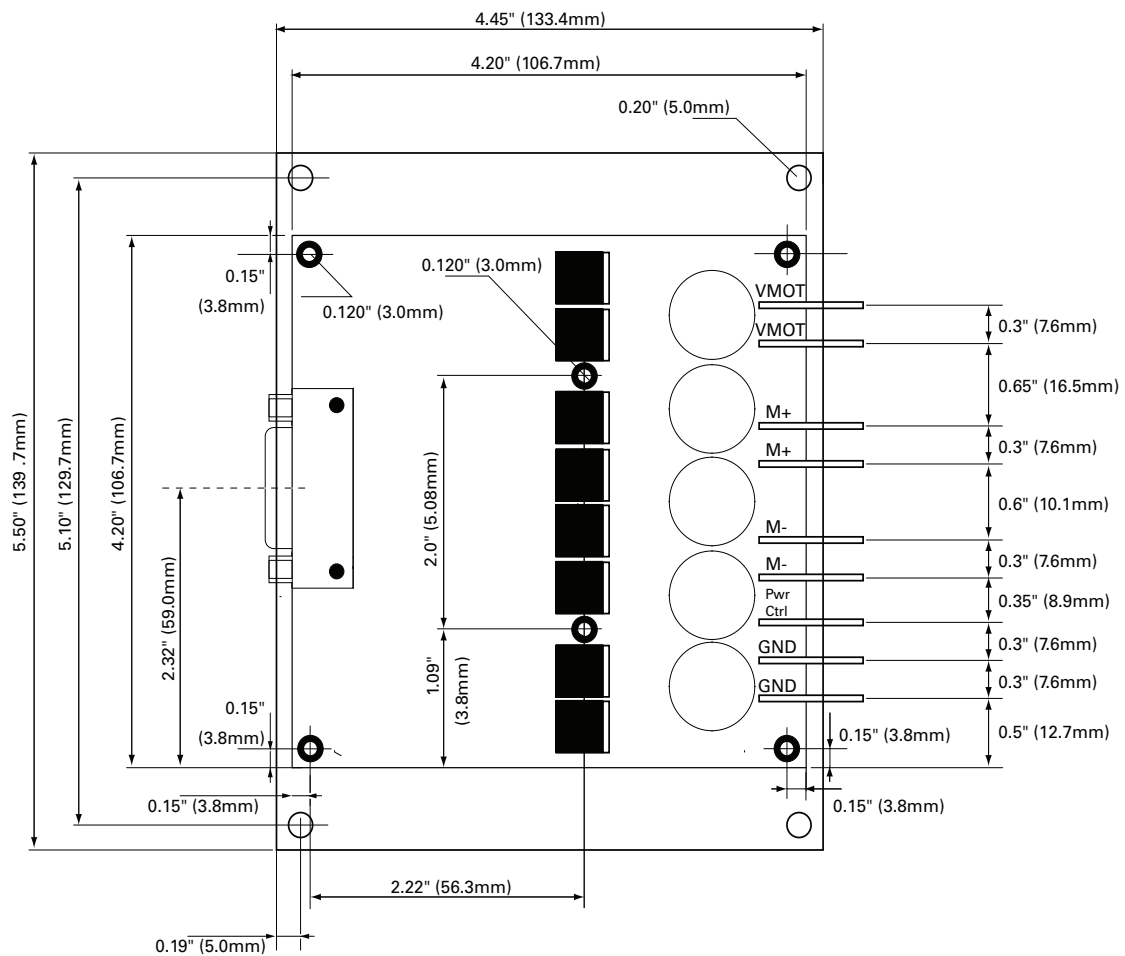 4.45" (133.4mm)
4.20" (106.7mm)
0.20" (5.0mm)
5.50" (139 .7mm)
5.10" (129.7mm)
4.20" (106.7mm)
0.15"
(3.8mm)
0.120" (3.0mm)
0.120" (3.0mm)
VMOT
VMOT
0.3" (7.6mm)
0.65" (16.5mm)
M+
M+
0.3" (7.6mm)
0.6" (10.1mm)
2.0" (5.08mm)
M-
M-
0.3" (7.6mm)
Pwr
Ctrl
0.35" (8.9mm)
2.32" (59.0mm)
GND
0.3" (7.6mm)
GND
0.3" (7.6mm)
1.09"
(3.8mm)
0.15"
(3.8mm)
0.15" (3.8mm)
0.5" (12.7mm)
0.15" (3.8mm)
0.15" (3.8mm)
2.22" (56.3mm)
0.19" (5.0mm)